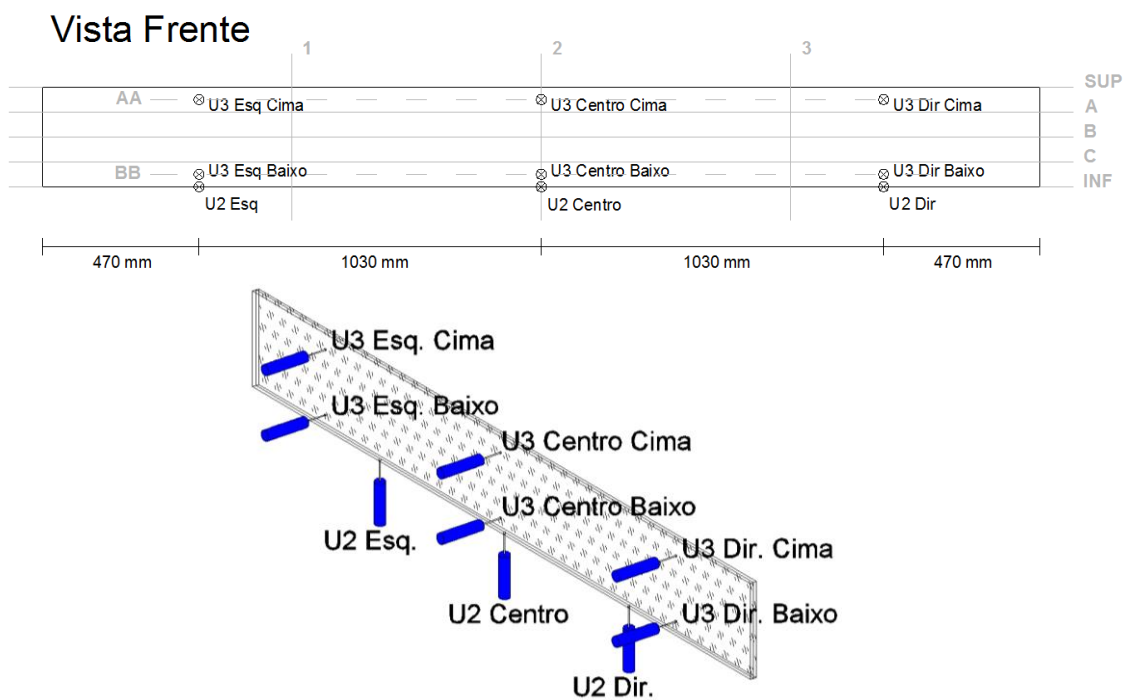 Vista Frente
1
2
3
SUP
AA
U3 Esq Cima
U3 Centro Cima
U3 Dir Cima
A
B
C
BB
U3 Esq Baixo
U3 Centro Baixo
U3 Dir Baixo
INF
U2 Esq
U2 Centro
U2 Dir
470 mm
1030 mm
1030 mm
470 mm
U3 Esq. Cima
U3 Esq. Baixo
U3 Centro Cima
U3 Centro Baixo
U2 Esq.
U3 Dir. Cima
U2 Centro
U3 Dir. Baixo
U2 Dir.